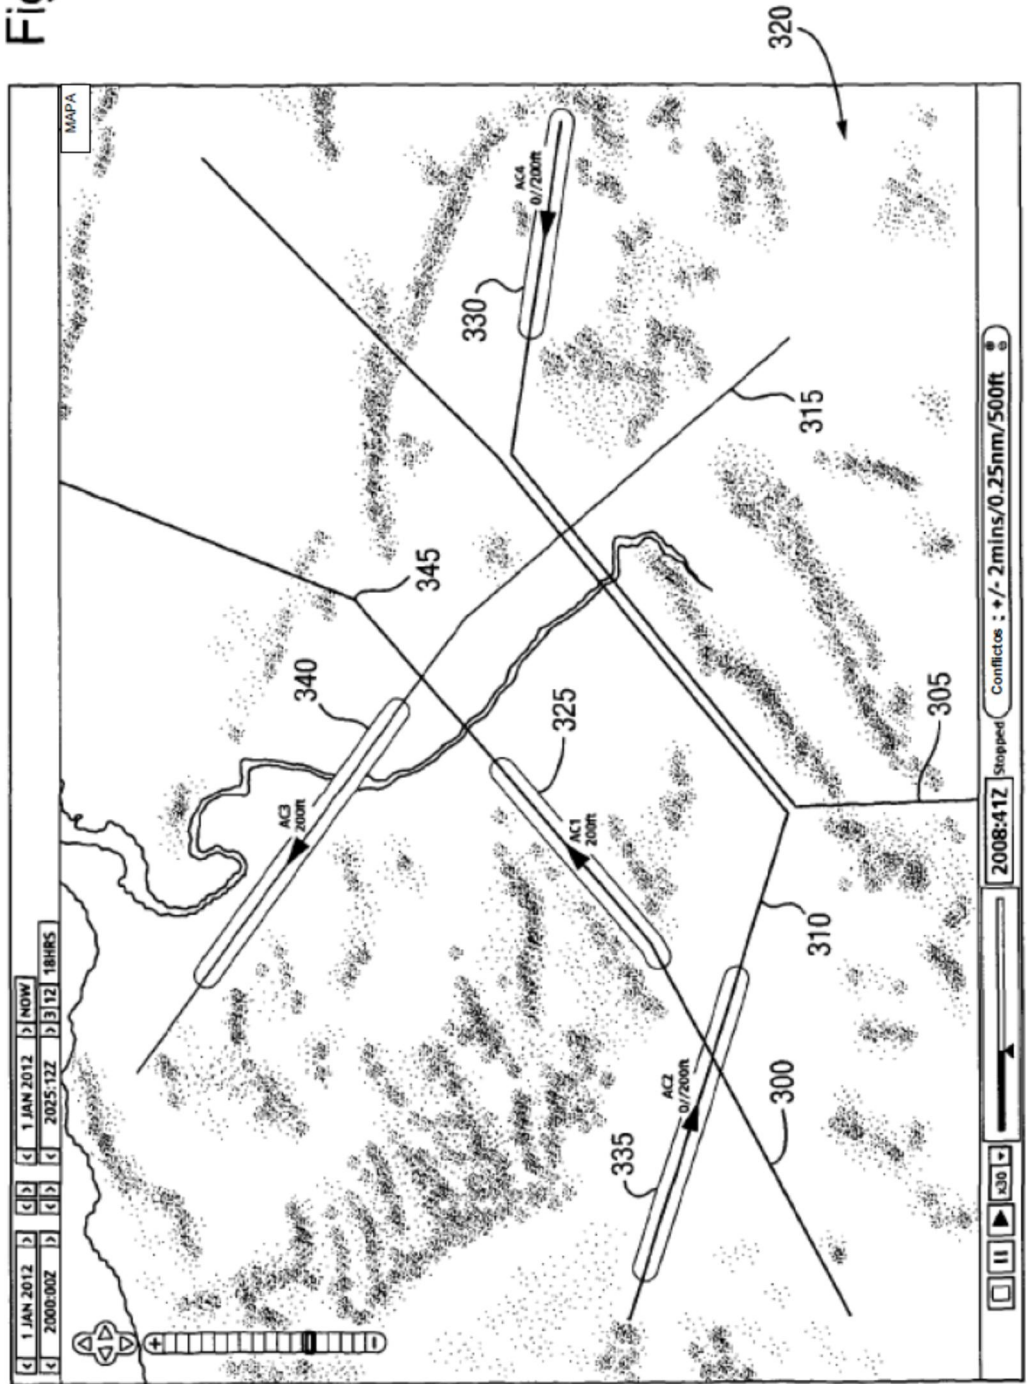 Fig
< 1 JAN 2012 > < > < 1 JAN 2012 > NOW
< 2000:00Z > < > < 2025:12Z > 3 12 18HRS
MAPA
+
-
345
340
AC3
200ft
325
AC1
200ft
330
AC4
0//200ft
315
335
AC2
0//200ft
310
300
305
320
x30 2008:41Z Stopped Conflictos : +/- 2mins/0.25nm/500ft